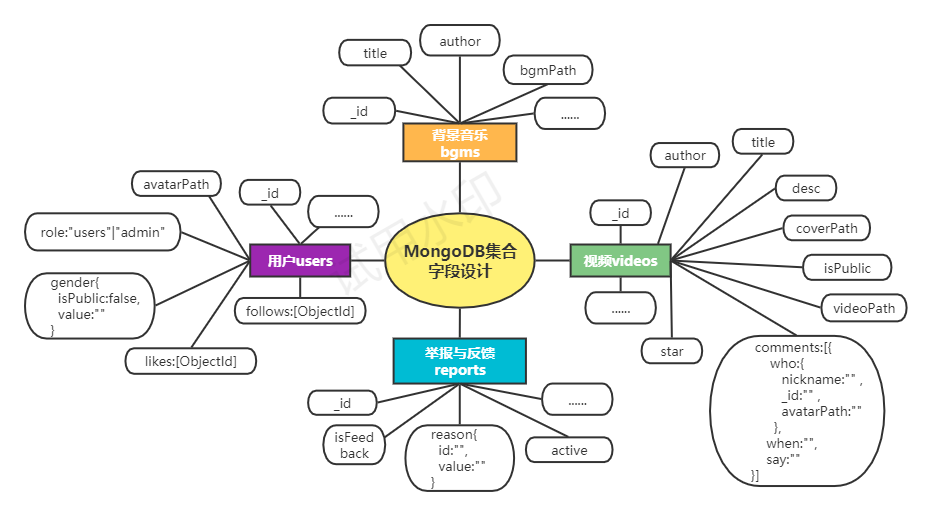 author
title
bgmPath
_id
......
背景音乐
bgms
title
author
avatarPath
_id
desc
......
_id
role:"users"|"admin"
coverPath
MongoDB集合
字段设计
用户users
视频videos
isPublic
gender{
isPublic:false,
value:""
}
follows:[ObjectId]
......
videoPath
likes:[ObjectId]
举报与反馈
reports
star
comments:[{
who:{
nickname:"" ,
_id:"" ,
avatarPath:""
},
when:"",
say:""
}]
_id
......
isFeed
back
reason{
id:"",
value:""
}
active
试用水印